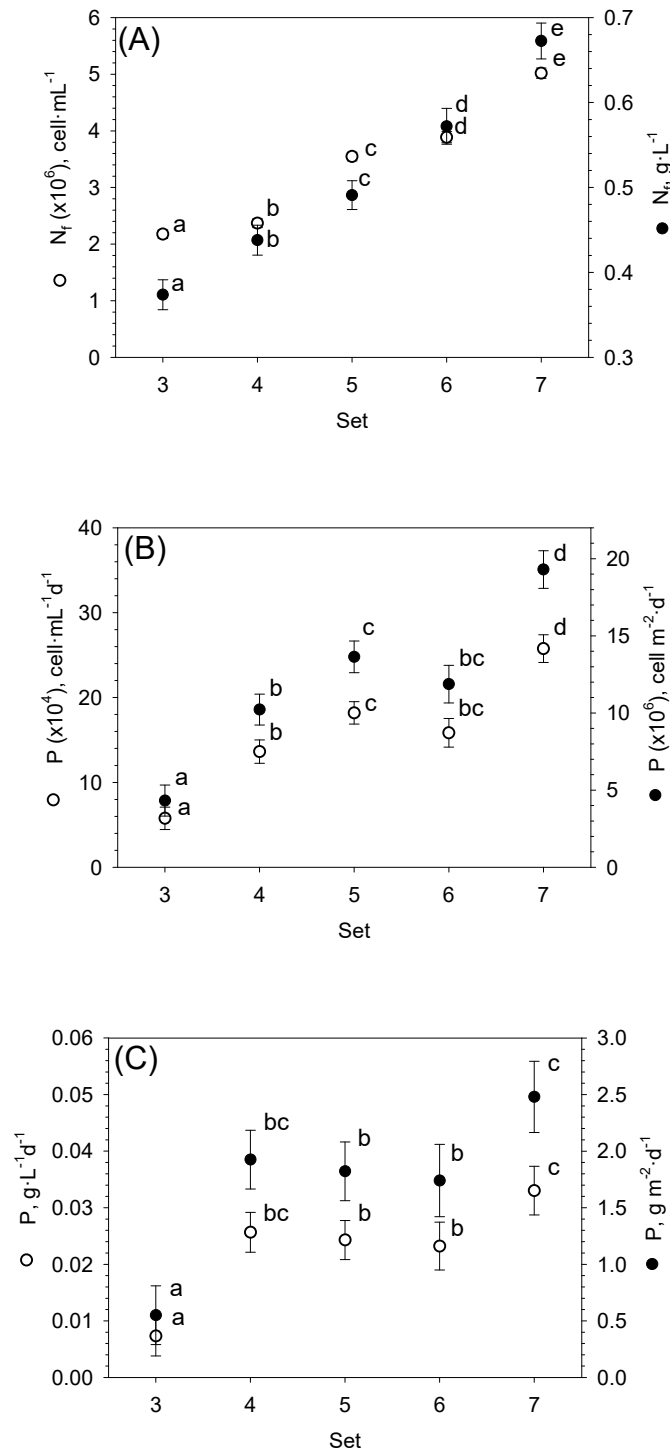 (A)
6
5
4
3
2
1
0
N_f (x10^6), cell·mL^-1
0.7
0.6
0.5
0.4
0.3
N_f, g·L^-1
a
a
b
b
c
c
d
d
e
e
3 4 5 6 7
Set
(B)
40
30
20
10
0
P (x10^4), cell·mL^-1d^-1
20
15
10
5
0
P (x10^6), cell m^-2·d^-1
a
a
b
b
c
c
bc
bc
d
d
3 4 5 6 7
Set
(C)
0.06
0.05
0.04
0.03
0.02
0.01
0.00
P, g·L^-1d^-1
3.0
2.5
2.0
1.5
1.0
0.5
0.0
P, g m^-2·d^-1
a
a
bc
bc
b
b
b
b
c
c
3 4 5 6 7
Set